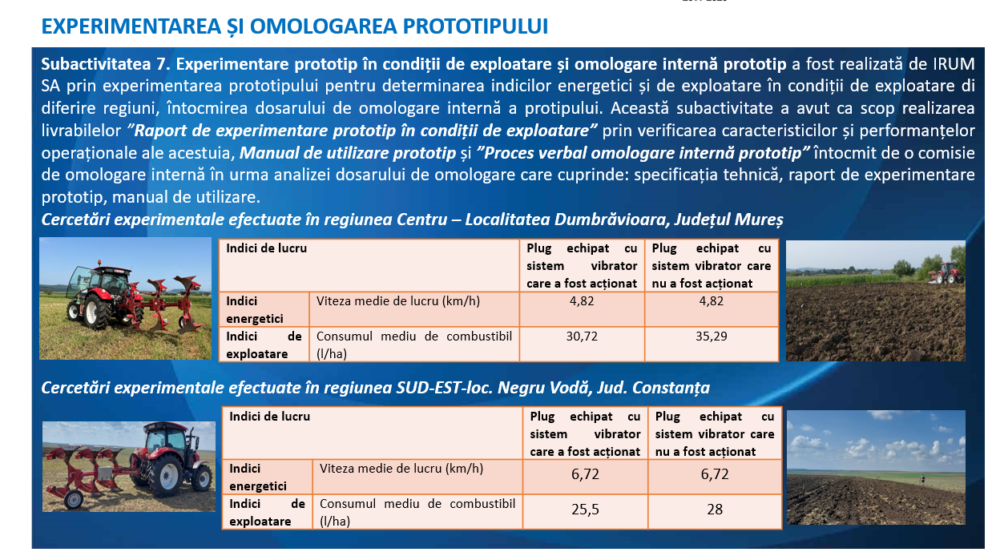 EXPERIMENTAREA ȘI OMOLOGAREA PROTOTIPULUI
Subactivitatea 7. Experimentare prototip în condiții de exploatare și omologare internă prototip a fost realizată de IRUM
SA prin experimentarea prototipului pentru determinarea indicilor energetici și de exploatare în condiții de exploatare di
diferire regiuni, întocmirea dosarului de omologare internă a protipului. Această subactivitate a avut ca scop realizarea
livrabilelor ”Raport de experimentare prototip în condiții de exploatare” prin verificarea caracteristicilor și performanțelor
operaționale ale acestuia, Manual de utilizare prototip și ”Proces verbal omologare internă prototip” întocmit de o comisie
de omologare internă în urma analizei dosarului de omologare care cuprinde: specificația tehnică, raport de experimentare
prototip, manual de utilizare.
Cercetări experimentale efectuate în regiunea Centru – Localitatea Dumbrăvioara, Județul Mureș
Indici de lucru
Plug echipat cu
sistem vibrator
care a fost acționat
Plug echipat cu
sistem vibrator care
nu a fost acționat
Indici
energetici
Viteza medie de lucru (km/h)
4,82
4,82
Indici de
exploatare
Consumul mediu de combustibil
(l/ha)
30,72
35,29
Cercetări experimentale efectuate în regiunea SUD-EST-loc. Negru Vodă, Jud. Constanța
Indici de lucru
Plug echipat cu
sistem vibrator
care a fost acționat
Plug echipat cu
sistem vibrator care
nu a fost acționat
Indici
energetici
Viteza medie de lucru (km/h)
6,72
6,72
Indici de
exploatare
Consumul mediu de combustibil
(l/ha)
25,5
28